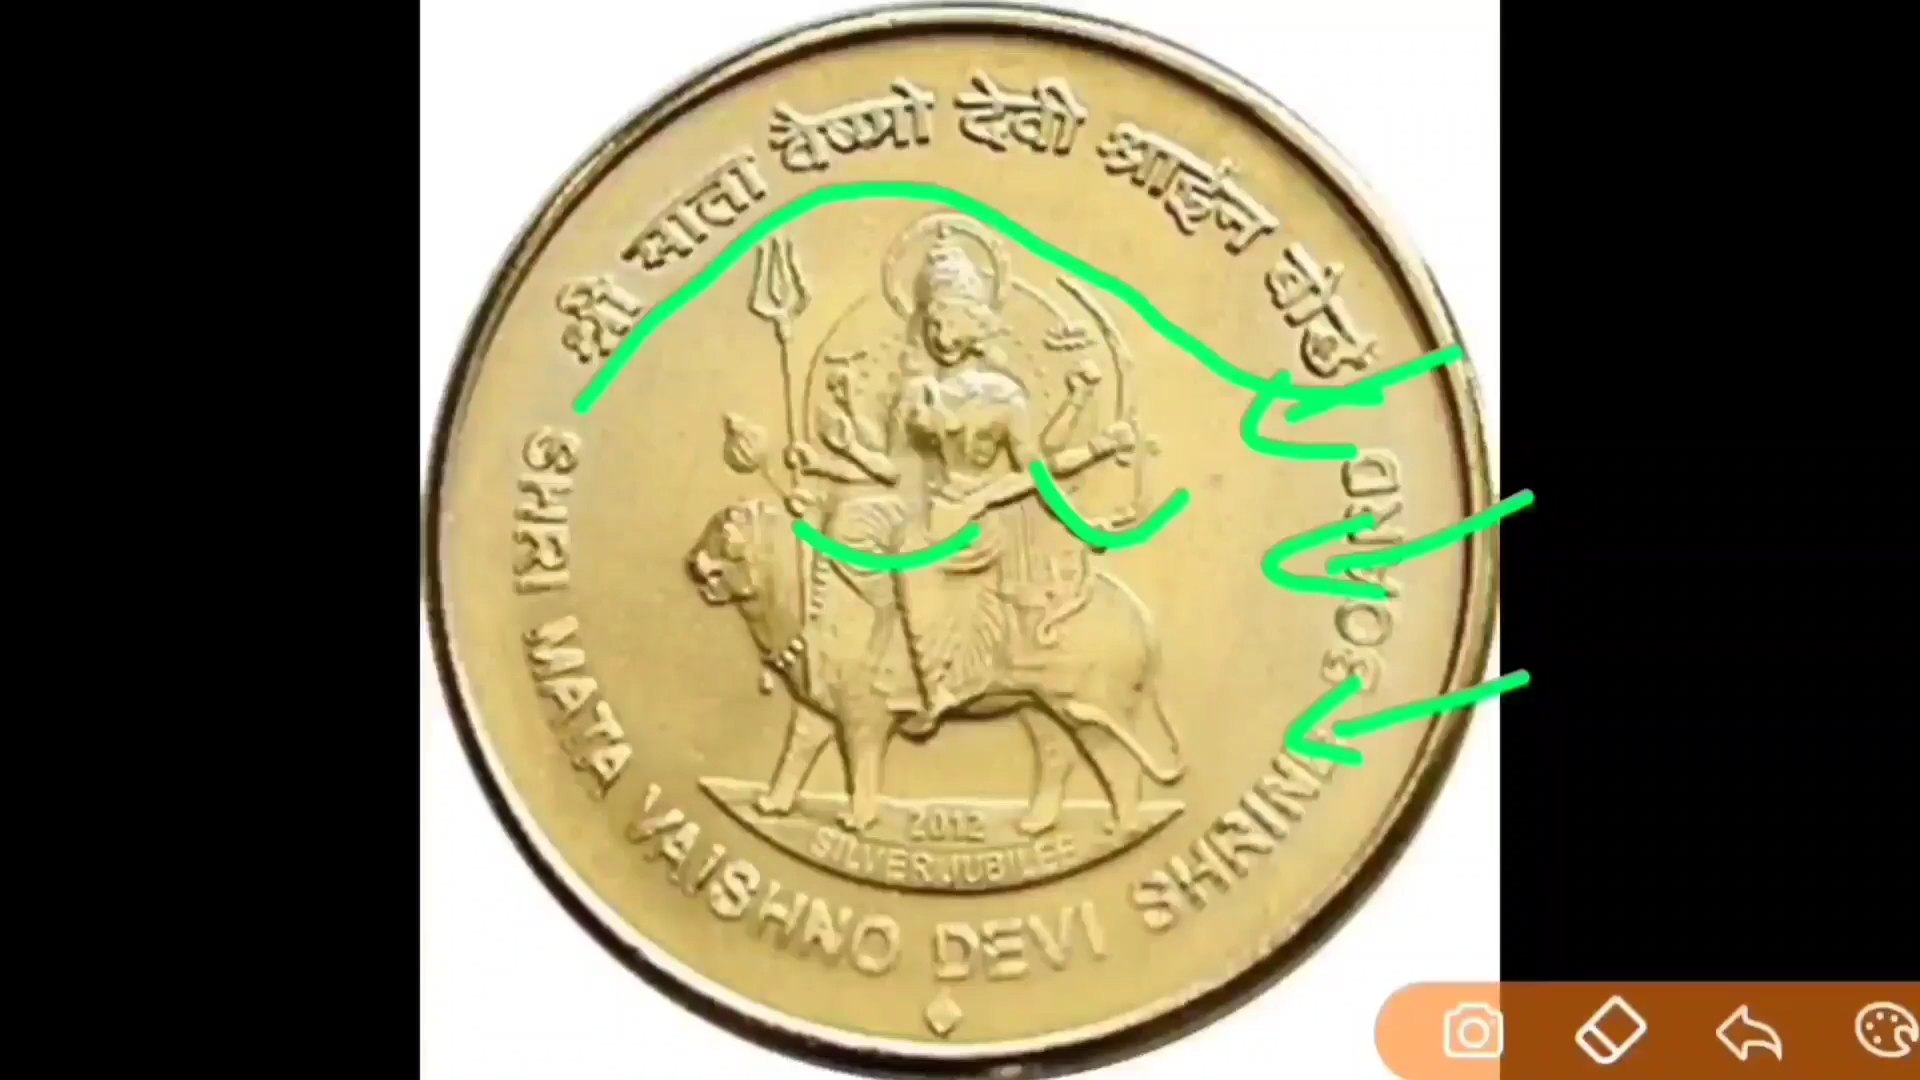 श्री माता वैष्णो देवी श्राईन बोर्ड
SHRI MATA VAISHNO DEVI SHRINE BOARD
2012
SILVER JUBILEE